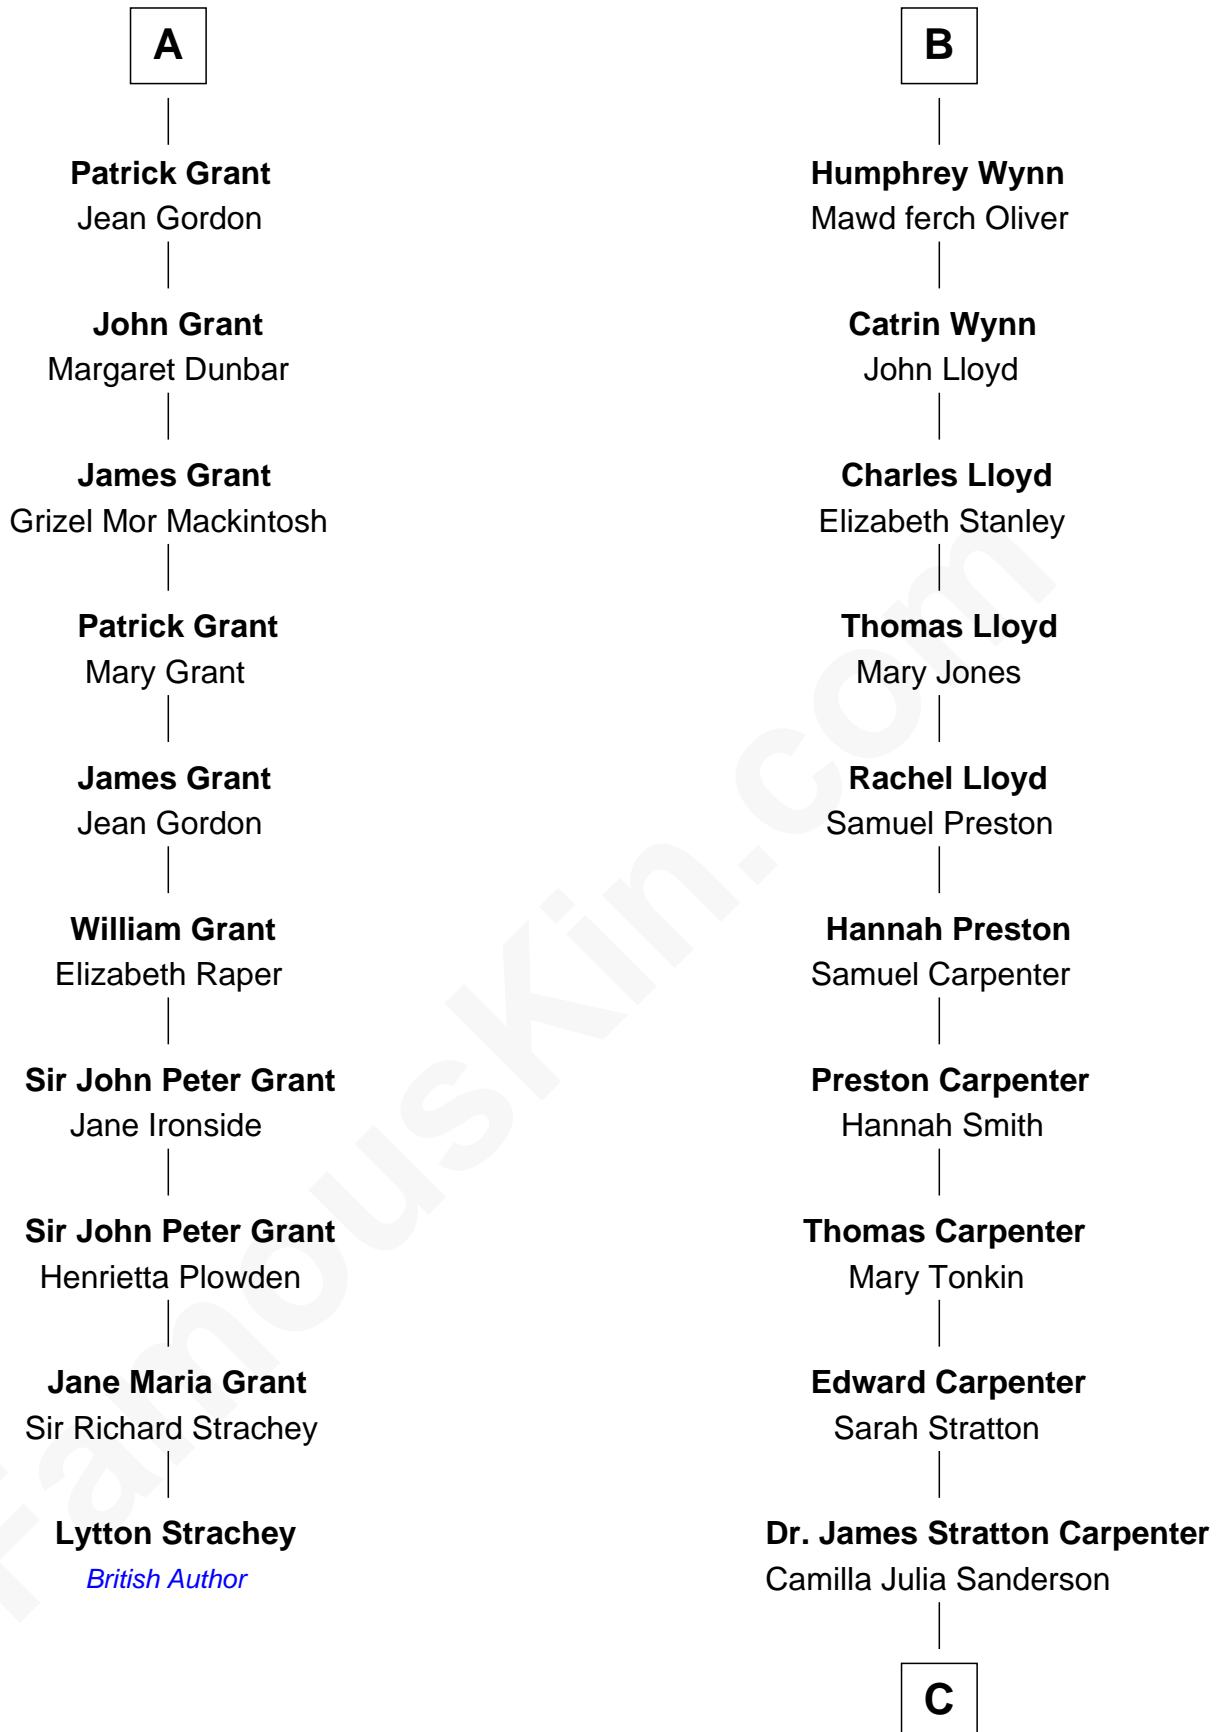 A
Patrick Grant
Jean Gordon
John Grant
Margaret Dunbar
James Grant
Grizel Mor Mackintosh
Patrick Grant
Mary Grant
James Grant
Jean Gordon
William Grant
Elizabeth Raper
Sir John Peter Grant
Jane Ironside
Sir John Peter Grant
Henrietta Plowden
Jane Maria Grant
Sir Richard Strachey
Lytton Strachey
British Author
B
Humphrey Wynn
Mawd ferch Oliver
Catrin Wynn
John Lloyd
Charles Lloyd
Elizabeth Stanley
Thomas Lloyd
Mary Jones
Rachel Lloyd
Samuel Preston
Hannah Preston
Samuel Carpenter
Preston Carpenter
Hannah Smith
Thomas Carpenter
Mary Tonkin
Edward Carpenter
Sarah Stratton
Dr. James Stratton Carpenter
Camilla Julia Sanderson
C
FamousKin.com